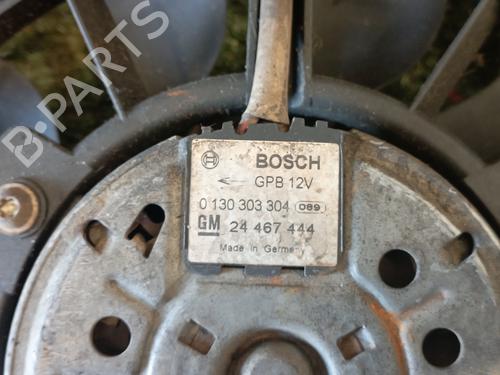 BOSCH
GPB 12V
0 130 303 304 089
GM 24 467 444
Made in Germany
B-PARTS